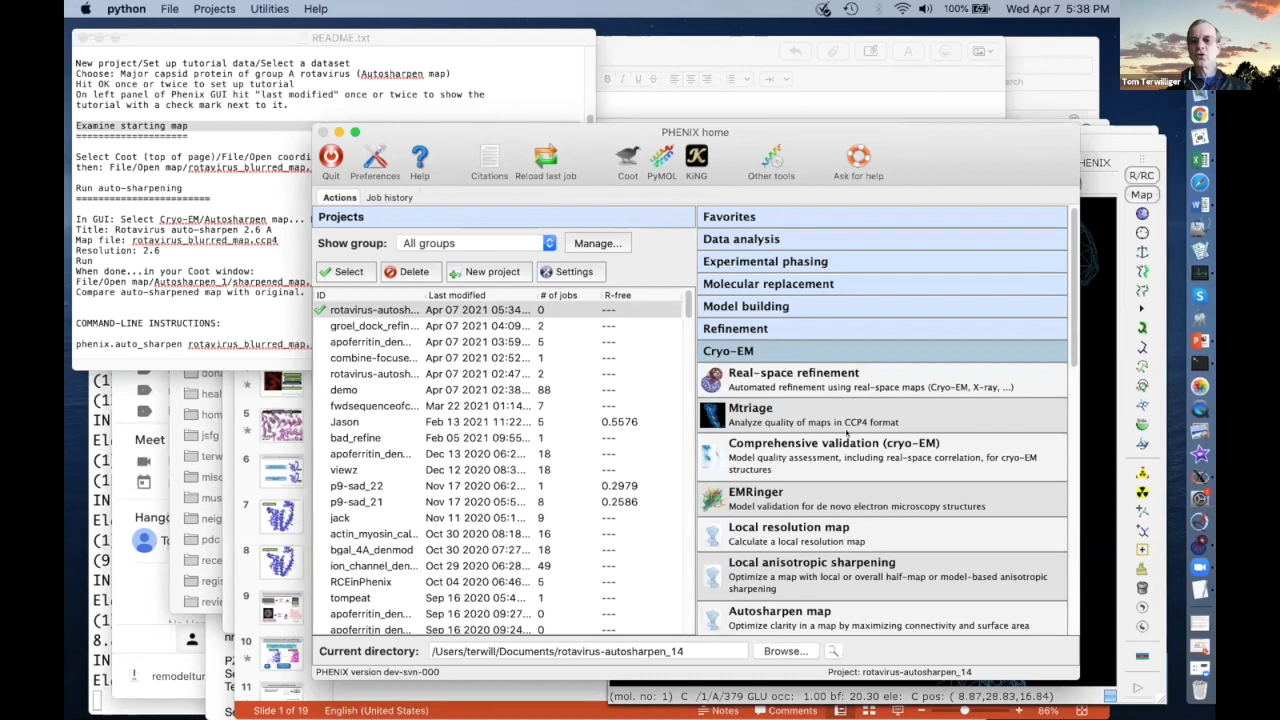 python File Projects Utilities Help
100% Wed Apr 7 5:38 PM
README.txt
Tom Terwilliger
New project/Set up tutorial data/Select a dataset
Choose: Major capsid protein of group A rotavirus (Autosharpen map)
Hit OK once or twice to set up tutorial
On left panel of Phenix GUI hit "last modified" once or twice to show the
tutorial with a check mark next to it.
Examine starting map
====================
Select Coot (top of page)/File/Open coordi
then: File/Open map/rotavirus_blurred_map.
Run auto-sharpening
========================
In GUI: Select Cryo-EM/Autosharpen map...
Title: Rotavirus auto-sharpen 2.6 A
Map file: rotavirus_blurred_map.ccp4
Resolution: 2.6
Run
When done...in your Coot window:
File/Open map/Autosharpen_1/sharpened_map.
Compare auto-sharpened map with original.
COMMAND-LINE INSTRUCTIONS:
phenix.auto_sharpen rotavirus_blurred_map.
PHENIX home
Quit Preferences Help Citations Reload last job Coot PyMOL KiNG Other tools Ask for help
Actions Job history
Projects
Show group: All groups Manage...
Select Delete New project Settings
ID Last modified # of jobs R-free
rotavirus-autosh... Apr 07 2021 05:34... 0 ---
groel_dock_refin... Apr 07 2021 04:09... 2 ---
apoferritin_den... Apr 07 2021 03:59... 5 ---
combine-focuse... Apr 07 2021 02:52... 1 ---
rotavirus-autosh... Apr 07 2021 02:47... 2 ---
demo Apr 07 2021 02:38... 88 ---
fwdsequenceofc... Mar 22 2021 01:14... 7 ---
Jason Feb 13 2021 11:22... 5 0.5576
bad_refine Feb 05 2021 09:55... 1 ---
apoferritin_den... Dec 13 2020 06:2... 18 ---
viewz Dec 12 2020 08:3... 18 ---
p9-sad_22 Nov 17 2020 06:2... 1 0.2979
p9-sad_21 Nov 17 2020 05:5... 8 0.2586
jack Nov 11 2020 05:1... 9 ---
actin_myosin_cal... Oct 30 2020 08:18... 16 ---
bgal_4A_denmod Oct 30 2020 07:27... 18 ---
ion_channel_den... Oct 29 2020 06:28... 49 ---
RCEinPhenix Oct 04 2020 06:46... 5 ---
tompeat Sep 16 2020 05:4... 1 ---
apoferritin_den... Sep 16 2020 09:27... 0 ---
apoferritin_den... Sep 16 2020 09:24... 0 ---
Favorites
Data analysis
Experimental phasing
Molecular replacement
Model building
Refinement
Cryo-EM
Real-space refinement
Automated refinement using real-space maps (Cryo-EM, X-ray, ...)
Mtriage
Analyze quality of maps in CCP4 format
Comprehensive validation (cryo-EM)
Model quality assessment, including real-space correlation, for cryo-EM
structures
EMRinger
Model validation for de novo electron microscopy structures
Local resolution map
Calculate a local resolution map
Local anisotropic sharpening
Optimize a map with local or overall half-map or model-based anisotropic
sharpening
Autosharpen map
Optimize clarity in a map by maximizing connectivity and surface area
Current directory: /Users/terwill/Documents/rotavirus-autosharpen_14 Browse...
PHENIX version dev-svn-000 Project: rotavirus-autosharpen_14
HENIX
R/RC
Map
Meet
remodeltur
(mol. no: 1) C /1/A/379 GLU occ: 1.00 bf: 20.30 ele: C pos: ( 8.87,28.83,16.84)
Slide 1 of 19 English (United States) Notes Comments 86%